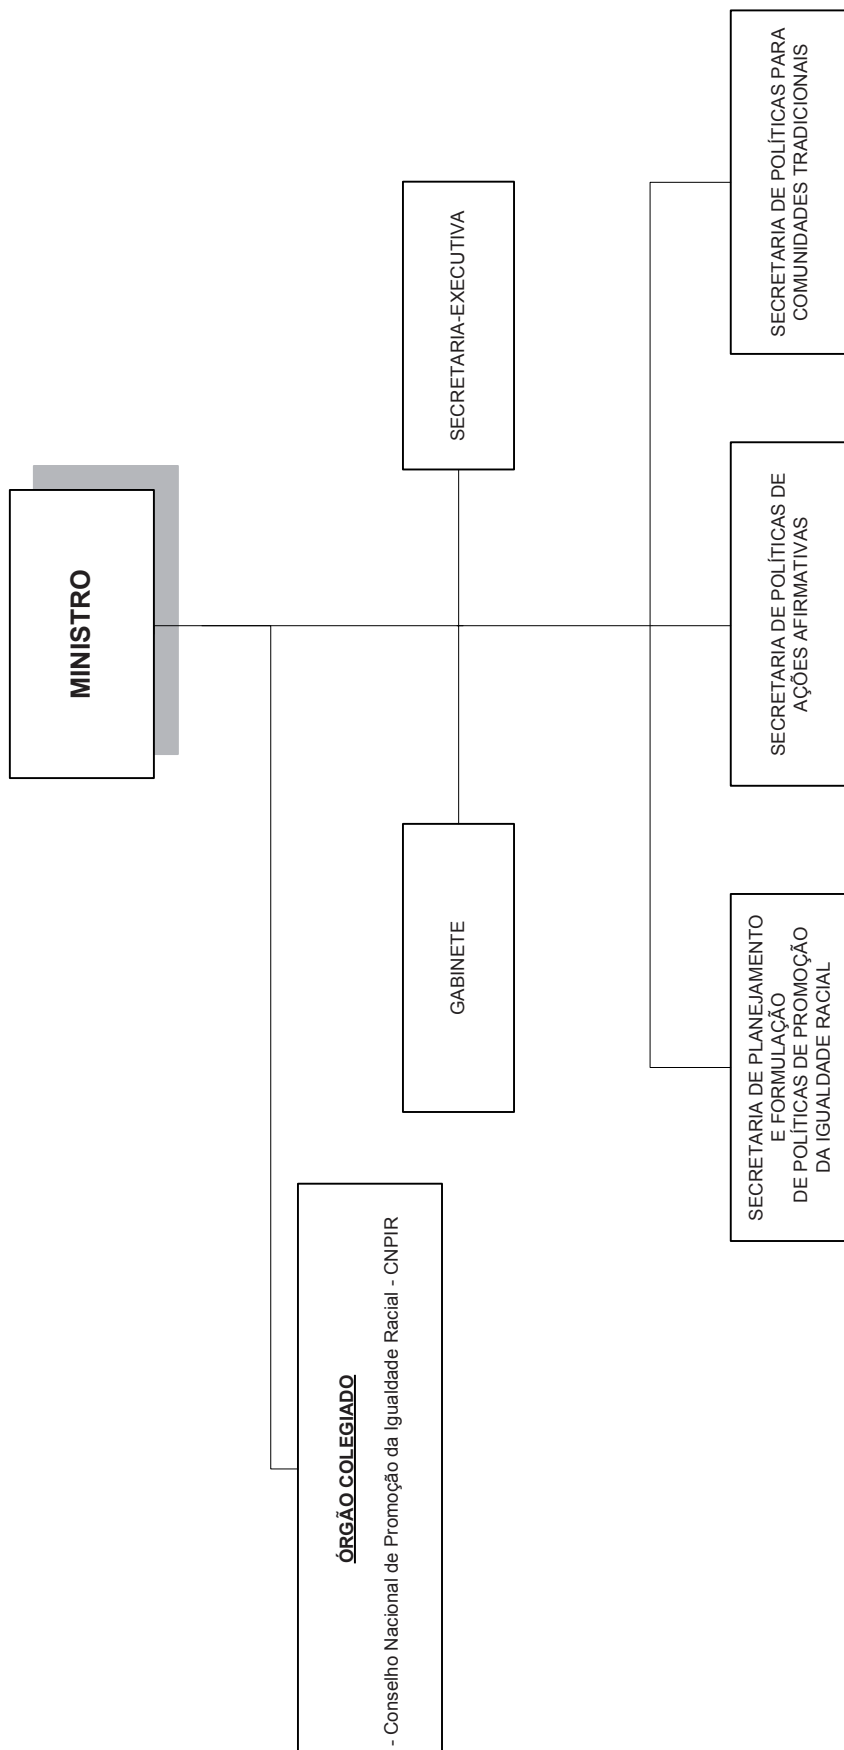 MINISTRO
ÓRGÃO COLEGIADO
- Conselho Nacional de Promoção da Igualdade Racial - CNPIR
GABINETE
SECRETARIA-EXECUTIVA
SECRETARIA DE PLANEJAMENTO
E FORMULAÇÃO
DE POLÍTICAS DE PROMOÇÃO
DA IGUALDADE RACIAL
SECRETARIA DE POLÍTICAS DE
AÇÕES AFIRMATIVAS
SECRETARIA DE POLÍTICAS PARA
COMUNIDADES TRADICIONAIS